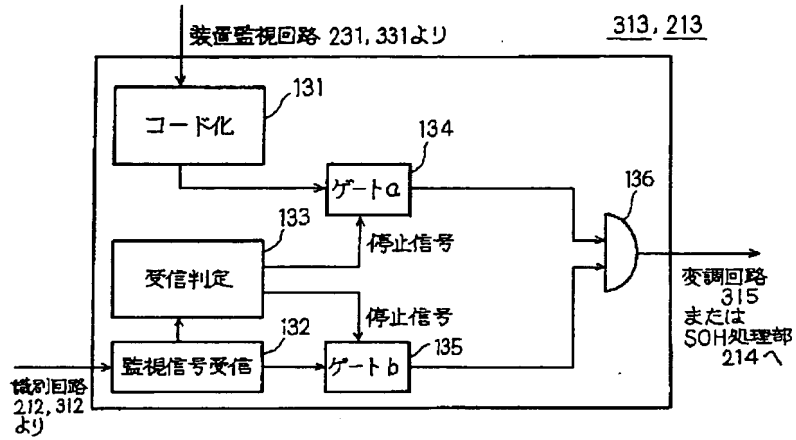 装置監視回路 231, 331より
313, 213
131
コード化
134
ゲートa
136
133
停止信号
受信判定
変調回路
315
または
SOH処理部
214へ
132
停止信号
135
監視信号受信
ゲートb
識別回路
212, 312
より